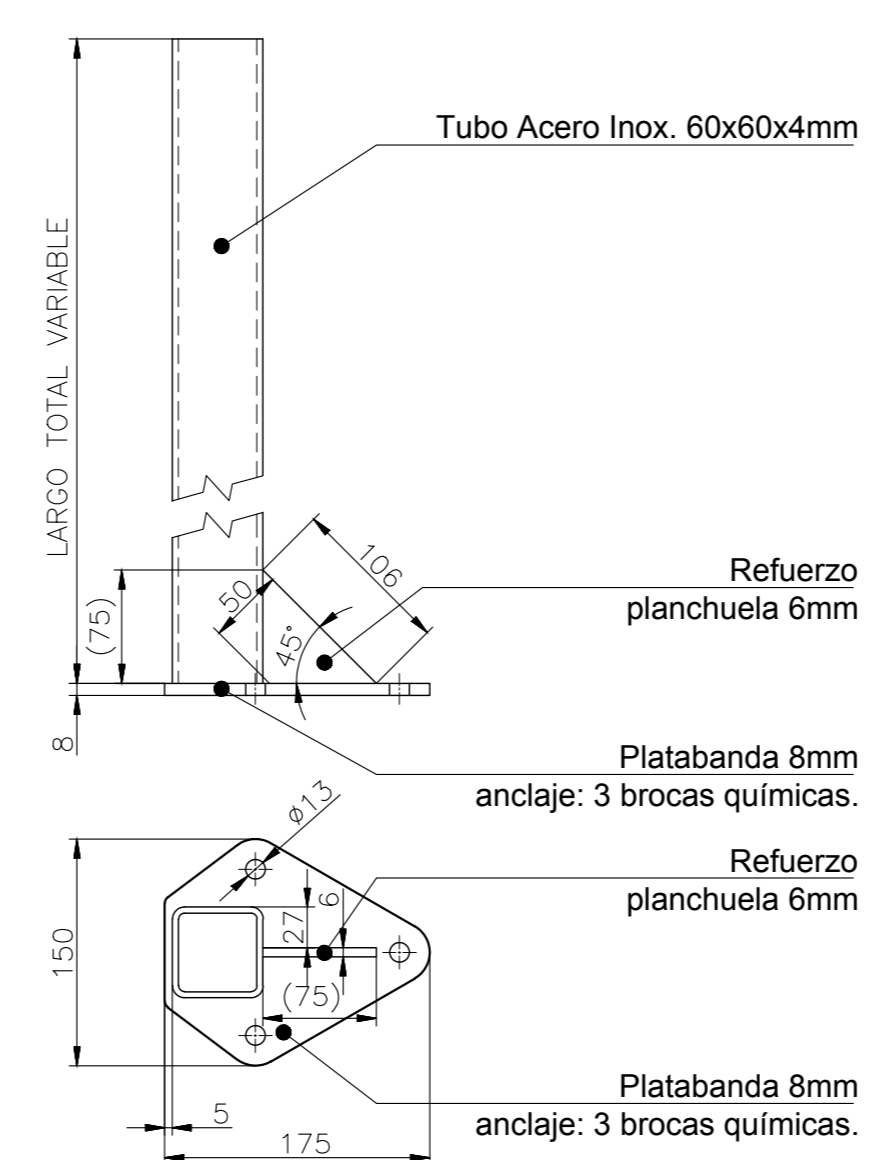 Tubo Acero Inox. 60x60x4mm
LARGO TOTAL VARIABLE
106
50
Refuerzo
planchuela 6mm
(75)
45°
8
Platabanda 8mm
anclaje: 3 brocas químicas.
ø13
Refuerzo
planchuela 6mm
6
27
150
(75)
Platabanda 8mm
anclaje: 3 brocas químicas.
5
175